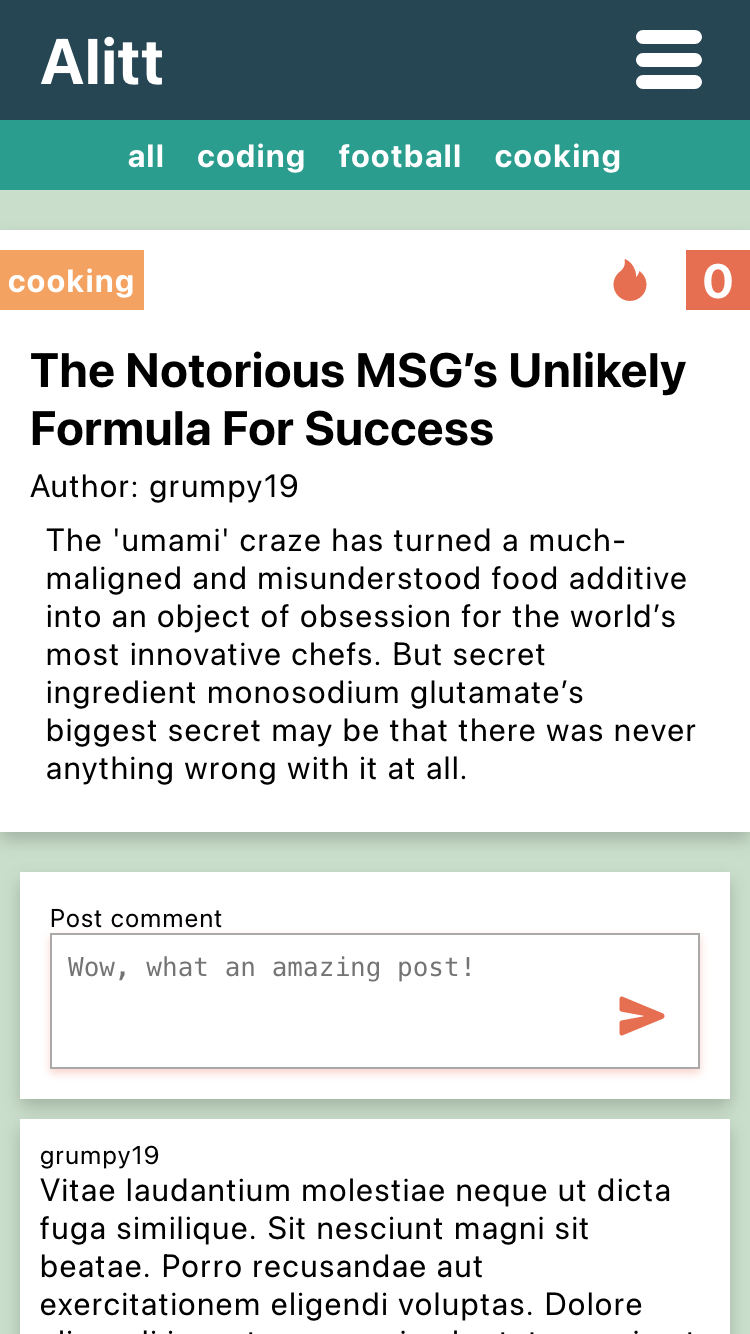 Alitt
all coding football cooking
cooking
0
The Notorious MSG’s Unlikely
Formula For Success
Author: grumpy19
The 'umami' craze has turned a much-
maligned and misunderstood food additive
into an object of obsession for the world’s
most innovative chefs. But secret
ingredient monosodium glutamate’s
biggest secret may be that there was never
anything wrong with it at all.
Post comment
Wow, what an amazing post!
grumpy19
Vitae laudantium molestiae neque ut dicta
fuga similique. Sit nesciunt magni sit
beatae. Porro recusandae aut
exercitationem eligendi voluptas. Dolore